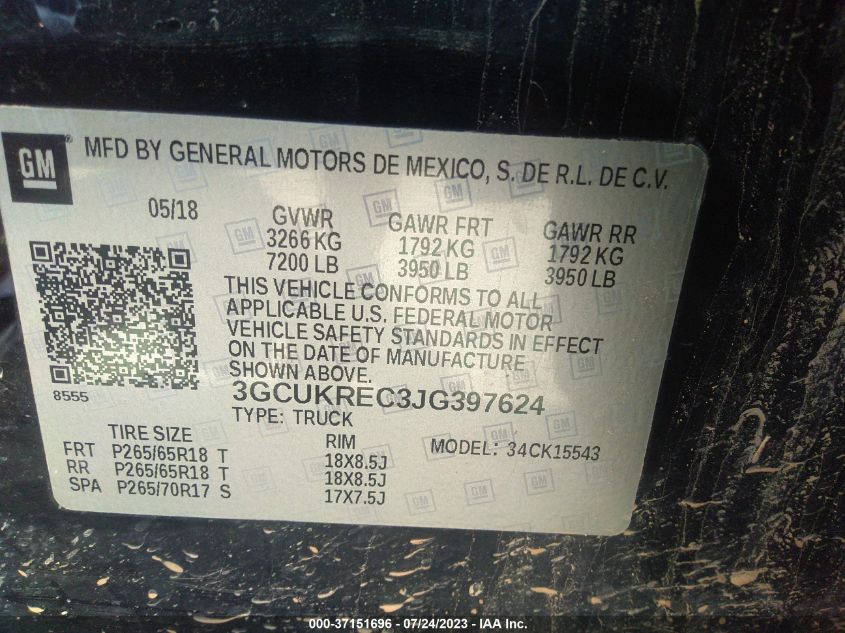 GM
MFD BY GENERAL MOTORS DE MEXICO, S. DE R.L. DE C.V.
05/18
GVWR
3266 KG
7200 LB
GAWR FRT
1792 KG
3950 LB
GAWR RR
1792 KG
3950 LB
THIS VEHICLE CONFORMS TO ALL
APPLICABLE U.S. FEDERAL MOTOR
VEHICLE SAFETY STANDARDS IN EFFECT
ON THE DATE OF MANUFACTURE
SHOWN ABOVE.
8555
3GCUKREC3JG397624
TYPE: TRUCK
TIRE SIZE
RIM
MODEL: 34CK15543
FRT P265/65R18 T 18X8.5J
RR P265/65R18 T 18X8.5J
SPA P265/70R17 S 17X7.5J
000-37151696 - 07/24/2023 - IAA Inc.